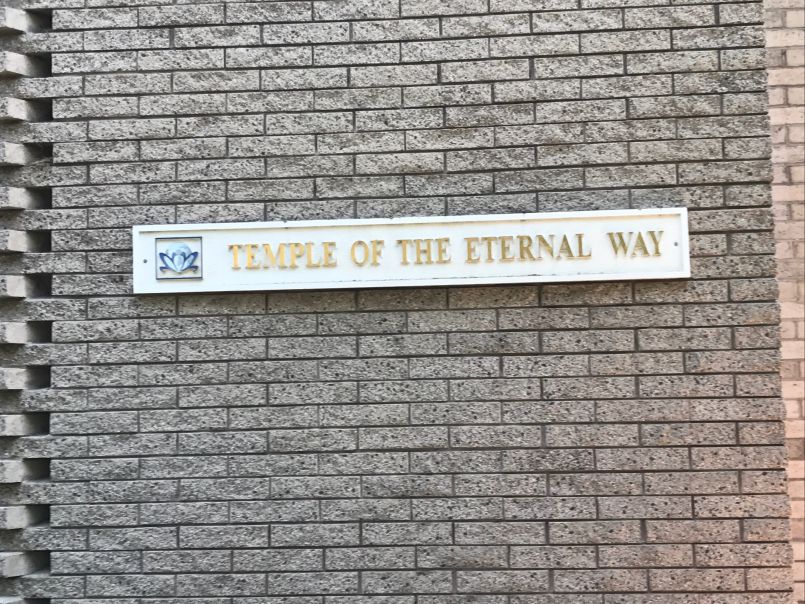 TEMPLE OF THE ETERNAL WAY